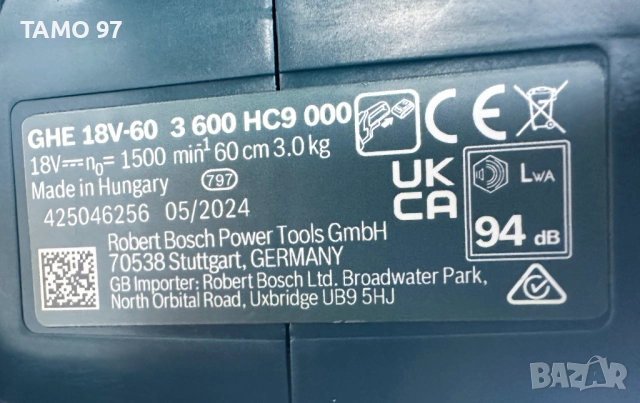 TAMO 97
GHE 18V-60 3 600 HC9 000
18V⎓n₀= 1500 min⁻¹ 60 cm 3.0 kg
Made in Hungary 797
425046256 05/2024
Robert Bosch Power Tools GmbH
70538 Stuttgart, GERMANY
GB Importer: Robert Bosch Ltd. Broadwater Park,
North Orbital Road, Uxbridge UB9 5HJ
CE
UK
CA
LWA
94 dB
BAZAR